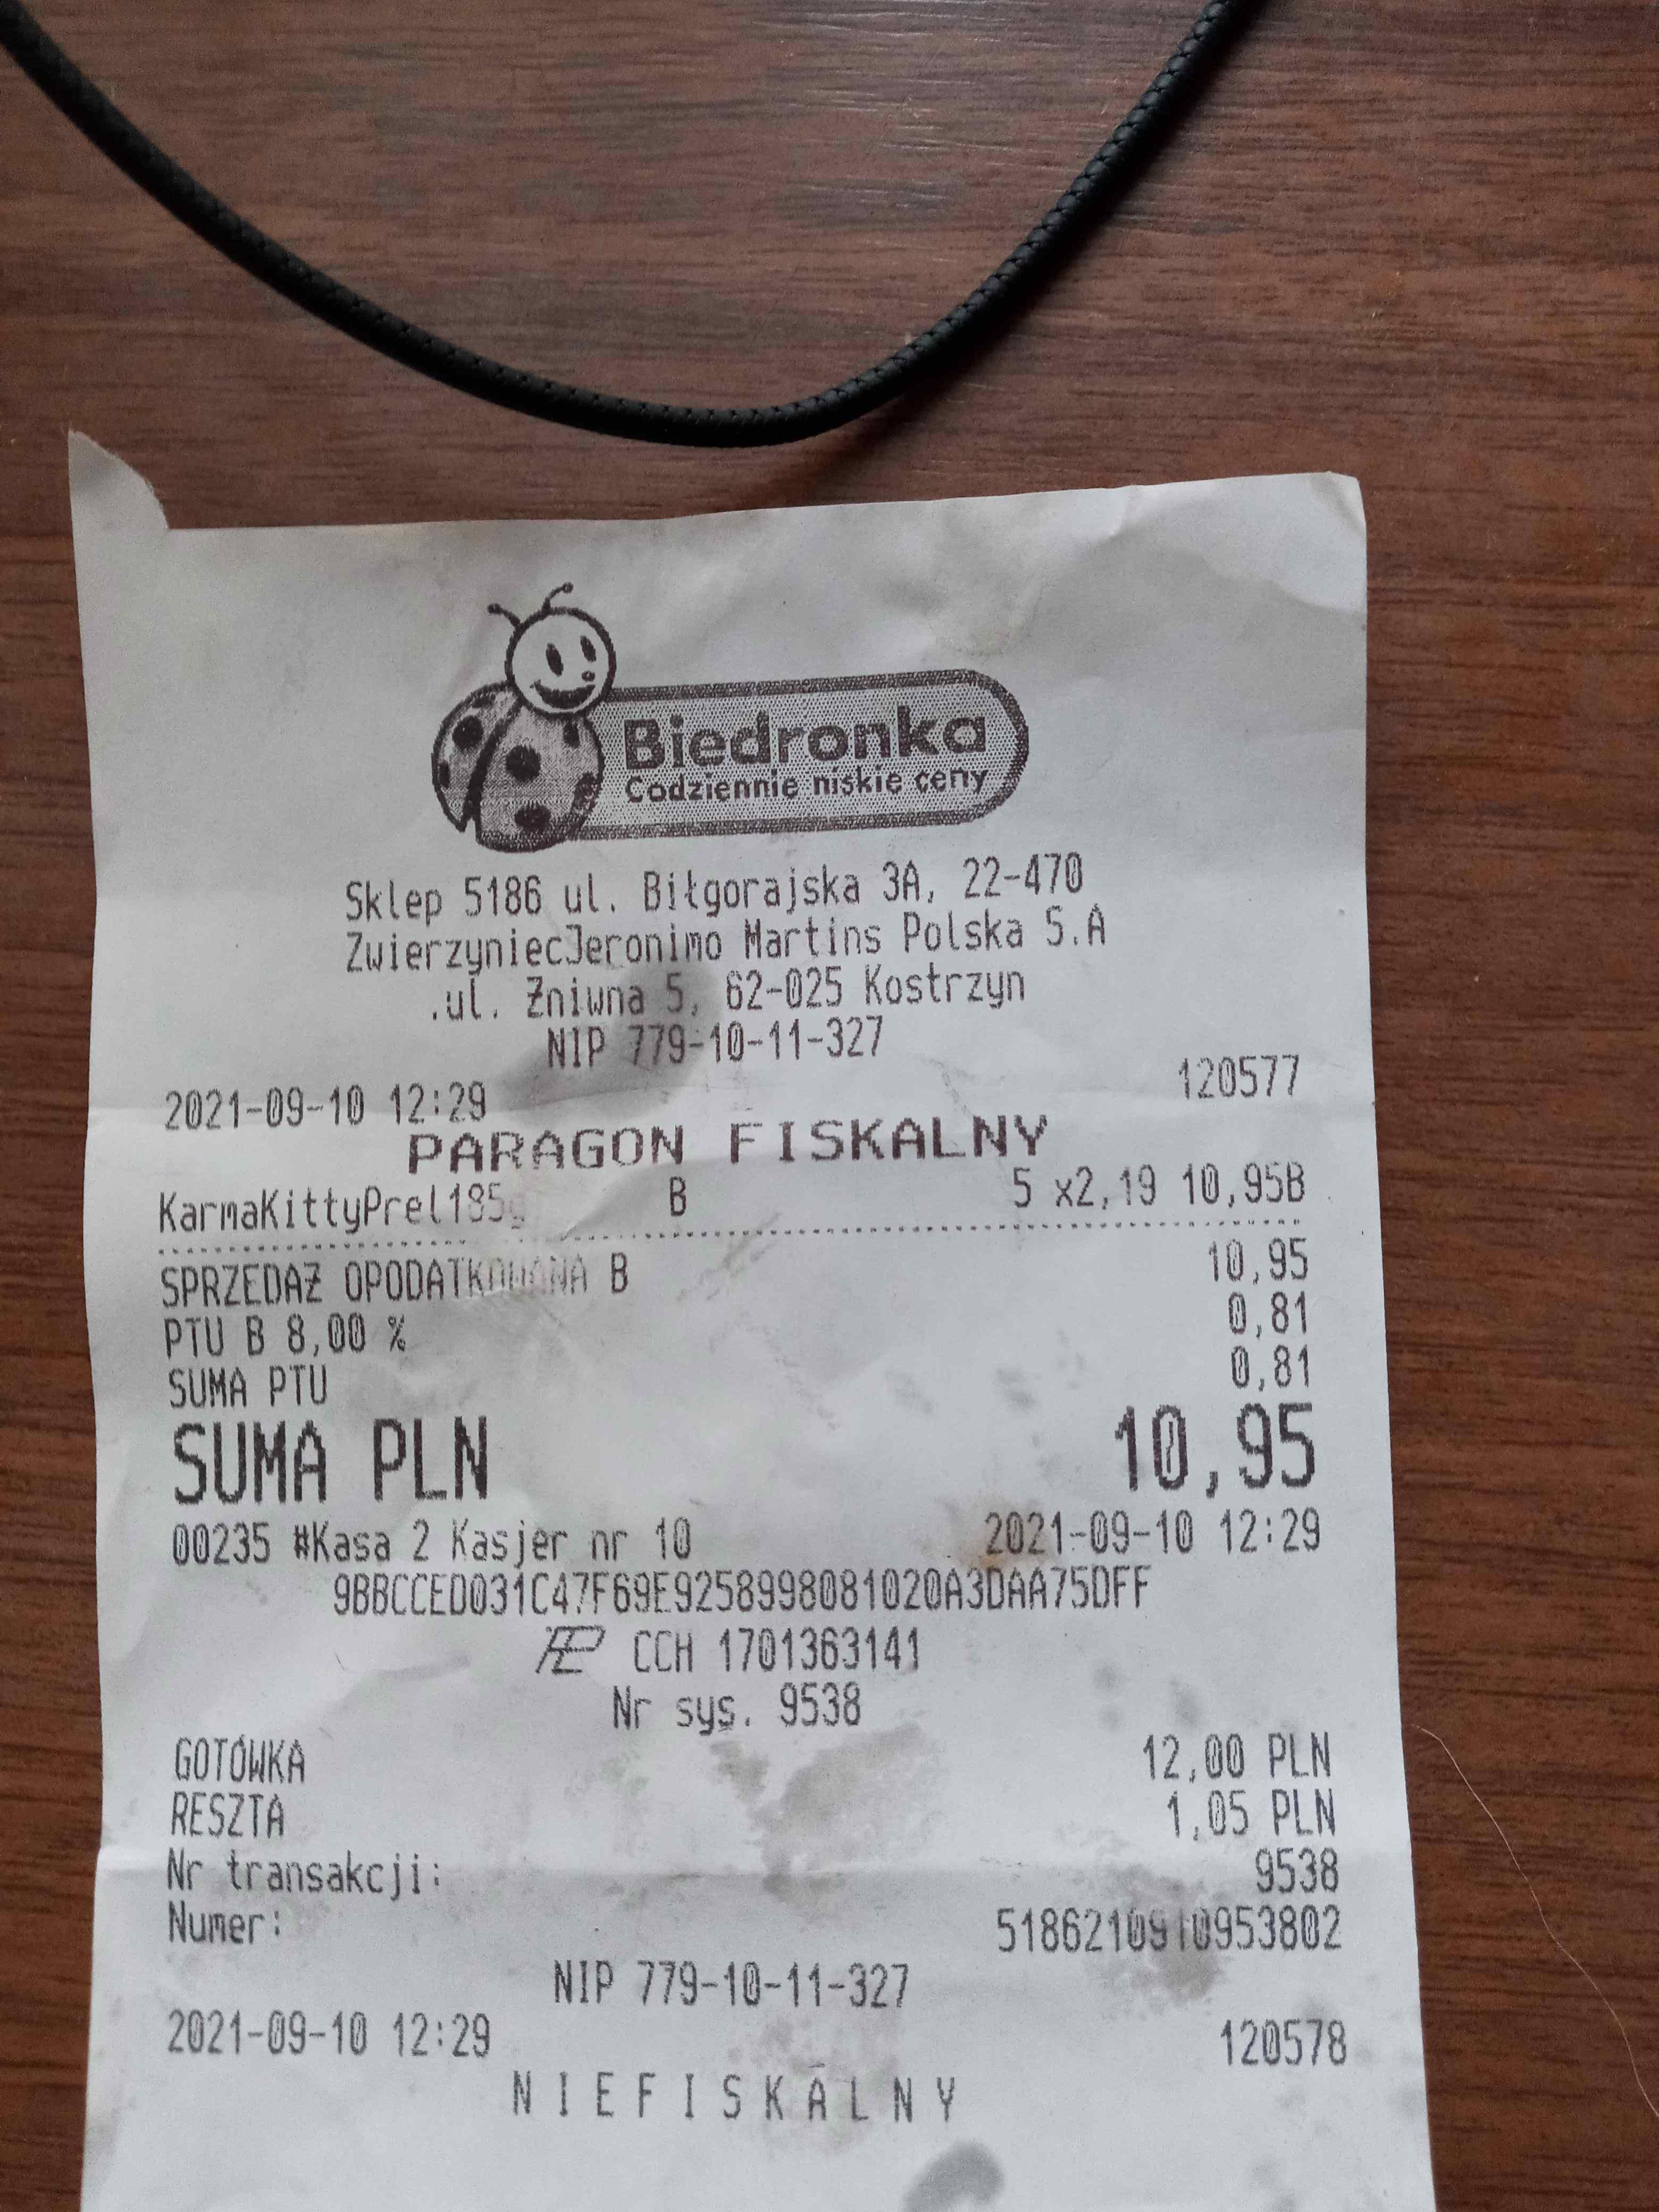 Biedronka
Codziennie niskie ceny
Sklep 5186 ul. Biłgorajska 3A, 22-470
ZwierzyniecJeronimo Martins Polska S.A
.ul. Żniwna 5, 62-025 Kostrzyn
NIP 779-10-11-327
2021-09-10 12:29 120577
PARAGON FISKALNY
KarmaKittyPrel185g B 5 x2,19 10,95B
SPRZEDAŻ OPODATKOWANA B 10,95
PTU B 8,00 % 0,81
SUMA PTU 0,81
SUMA PLN 10,95
00235 #Kasa 2 Kasjer nr 10 2021-09-10 12:29
9BBCCED031C47F69E9258998081020A3DAA75DFF
CCH 1701363141
Nr sys. 9538
GOTÓWKA 12,00 PLN
RESZTA 1,05 PLN
Nr transakcji: 9538
Numer: 5186210910953802
NIP 779-10-11-327
2021-09-10 12:29 120578
NIEFISKALNY